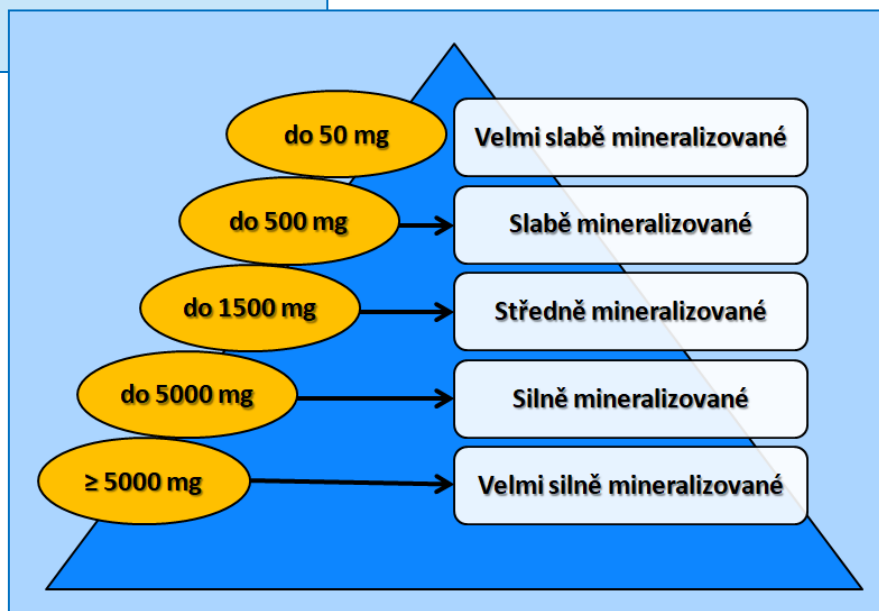 do 50 mg
Velmi slabě mineralizované
do 500 mg
Slabě mineralizované
do 1500 mg
Středně mineralizované
do 5000 mg
Silně mineralizované
≥ 5000 mg
Velmi silně mineralizované